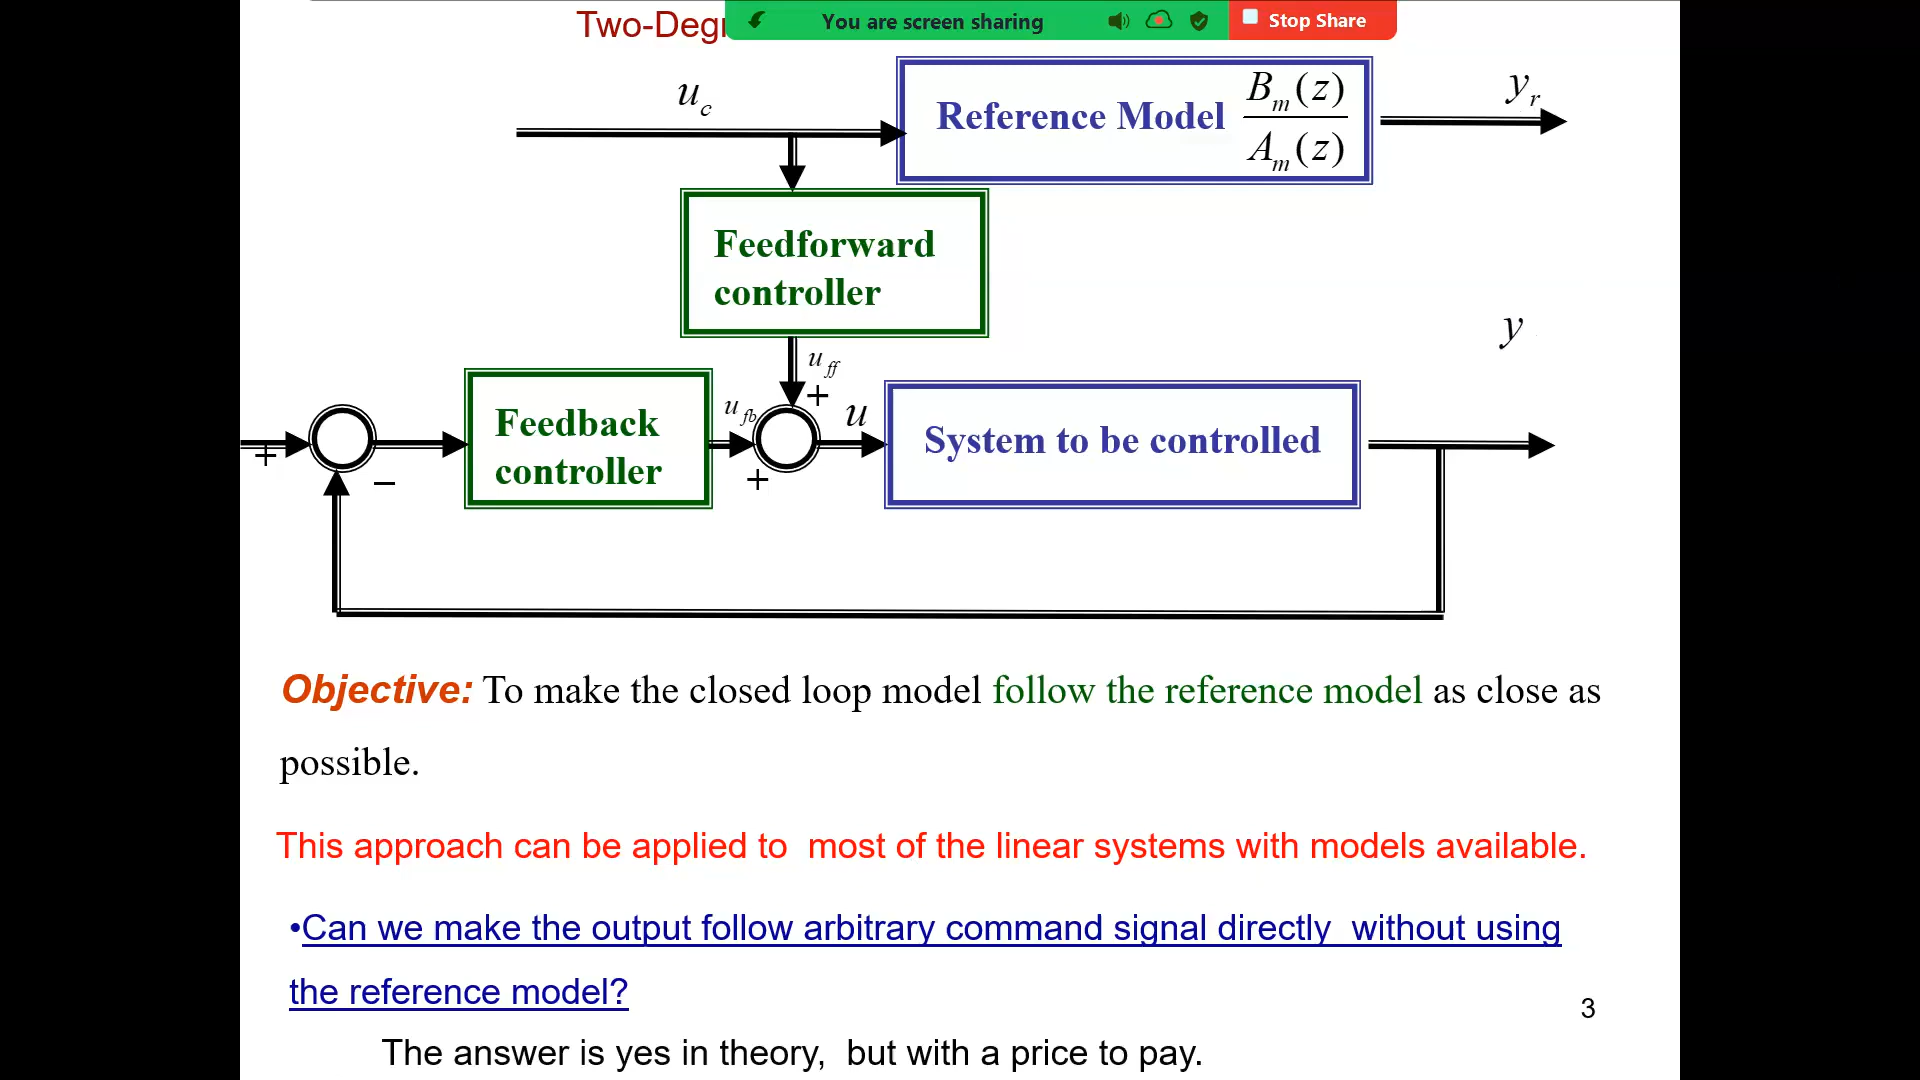 Two-Degr
You are screen sharing
Stop Share
u_c
Reference Model B_m(z) / A_m(z)
y_r
Feedforward
controller
y
u_ff
+
Feedback
controller
u_fb
u
System to be controlled
+
−
+
Objective: To make the closed loop model follow the reference model as close as
possible.
This approach can be applied to most of the linear systems with models available.
•Can we make the output follow arbitrary command signal directly without using
the reference model?
3
The answer is yes in theory, but with a price to pay.